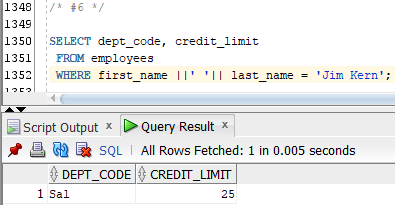 1348
1349 /* #6 */
1350 SELECT dept_code, credit_limit
1351 FROM employees
1352 WHERE first_name ||' '|| last_name = 'Jim Kern';
1353
Script Output x Query Result x
SQL | All Rows Fetched: 1 in 0.005 seconds
DEPT_CODE CREDIT_LIMIT
1 Sal 25